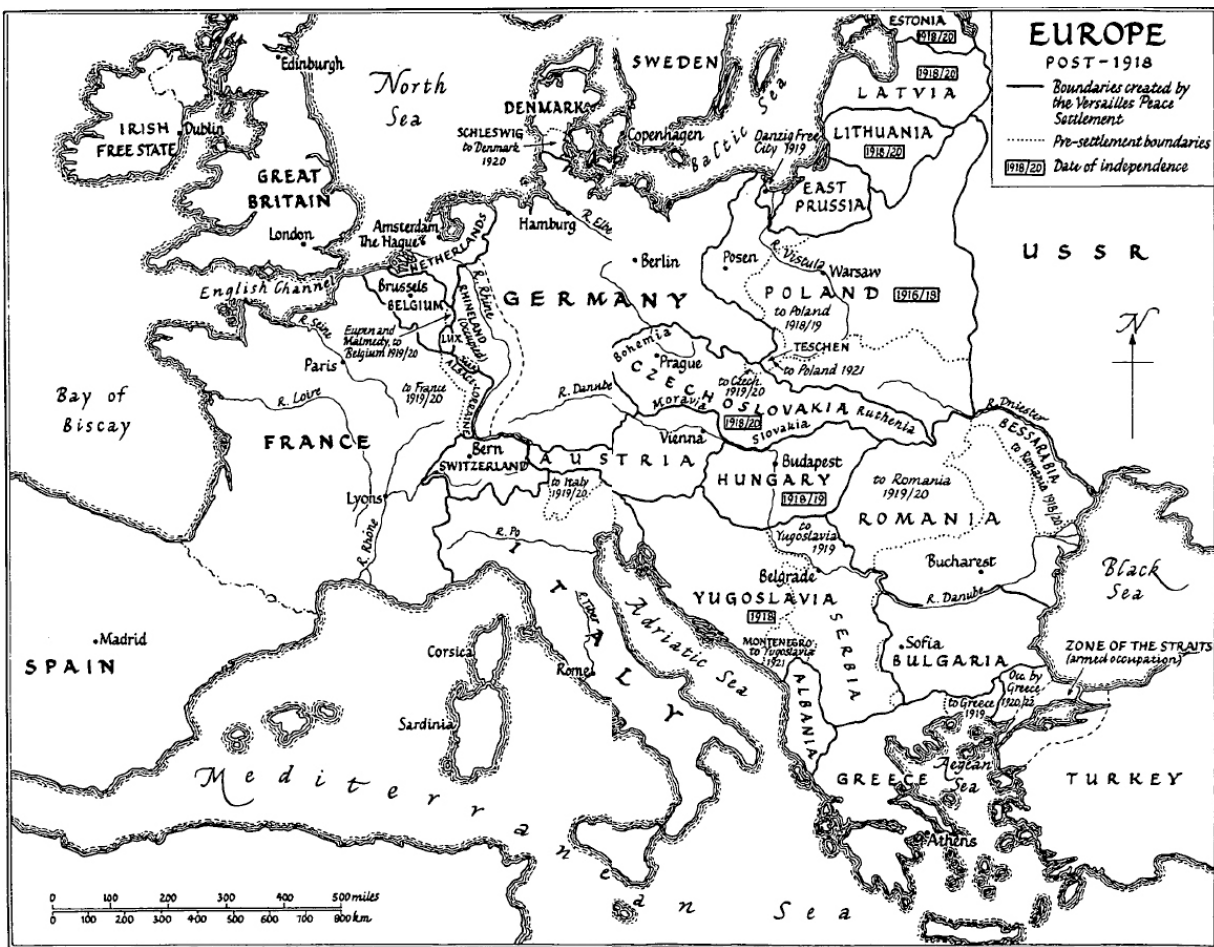 EUROPE
POST-1918
Boundaries created by
the Versailles Peace
Settlement
Pre-settlement boundaries
1918/20 Date of independence
ESTONIA
1918/20
1918/20
LATVIA
LITHUANIA
1918/20
SWEDEN
Baltic Sea
Edinburgh
North
Sea
DENMARK
SCHLESWIG
to Denmark
1920
Copenhagen
Danzig Free
City 1919
EAST
PRUSSIA
IRISH
FREE STATE
Dublin
GREAT
BRITAIN
London
Amsterdam
The Hague
NETHERLANDS
Hamburg
R. Elbe
Berlin
Posen
R. Vistula
Warsaw
USSR
English Channel
Brussels
BELGIUM
R. Rhine
RHINELAND
(Occupied)
GERMANY
POLAND
1916/18
to Poland
1918/19
R. Seine
Eupen and
Malmedy, to
Belgium 1919/20
LUX.
Saar
ALSACE-LORRAINE
Paris
to France
1919/20
Bohemia
Prague
TESCHEN
to Poland 1921
to Czech.
1919/20
CZECHOSLOVAKIA
Moravia
1918/20
Slovakia
Ruthenia
N
Bay of
Biscay
R. Loire
R. Danube
R. Dniester
BESSARABIA
to Romania 1918/20
FRANCE
Bern
SWITZERLAND
AUSTRIA
Vienna
Budapest
HUNGARY
1918/19
to Romania
1919/20
ROMANIA
Lyons
to Italy
1919/20
R. Rhône
R. Po
to
Yugoslavia
1919
Bucharest
Belgrade
YUGOSLAVIA
1918
R. Danube
Black
Sea
SERBIA
ITALY
R. Tiber
Adriatic Sea
Madrid
SPAIN
Corsica
Rome
MONTENEGRO
to Yugoslavia
1921
Sofia
BULGARIA
ZONE OF THE STRAITS
(armed occupation)
Occ. by
Greece
1920/22
to Greece
1919
Sardinia
ALBANIA
GREECE
Aegean
Sea
TURKEY
Athens
Mediterranean Sea
0 100 200 300 400 500 miles
0 100 200 300 400 500 600 700 800 km